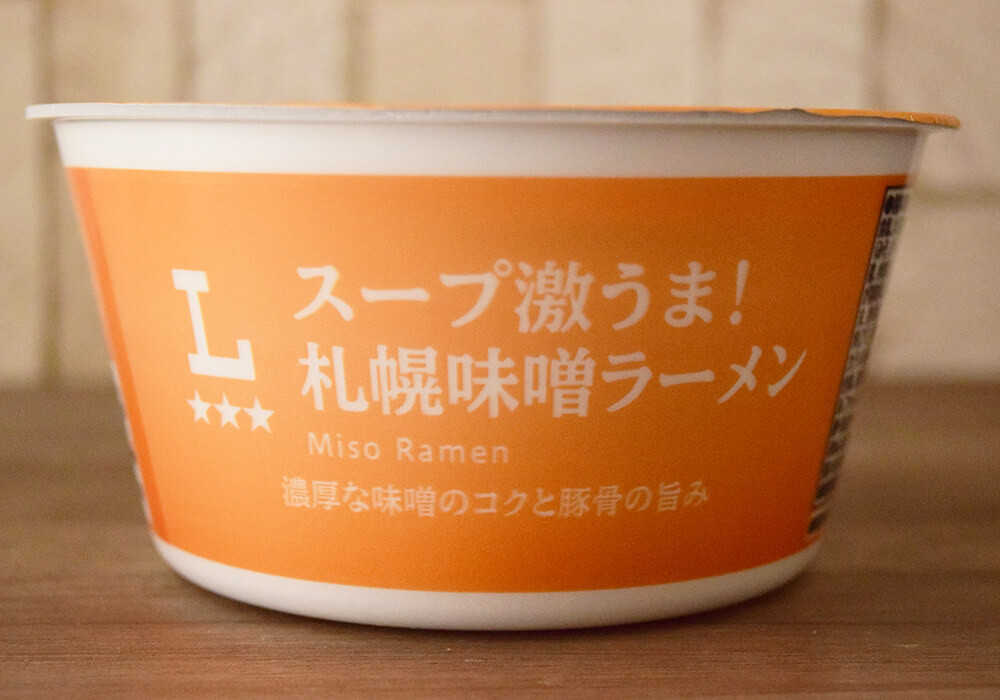 L
★★★
スープ激うま!
札幌味噌ラーメン
Miso Ramen
濃厚な味噌のコクと豚骨の旨み